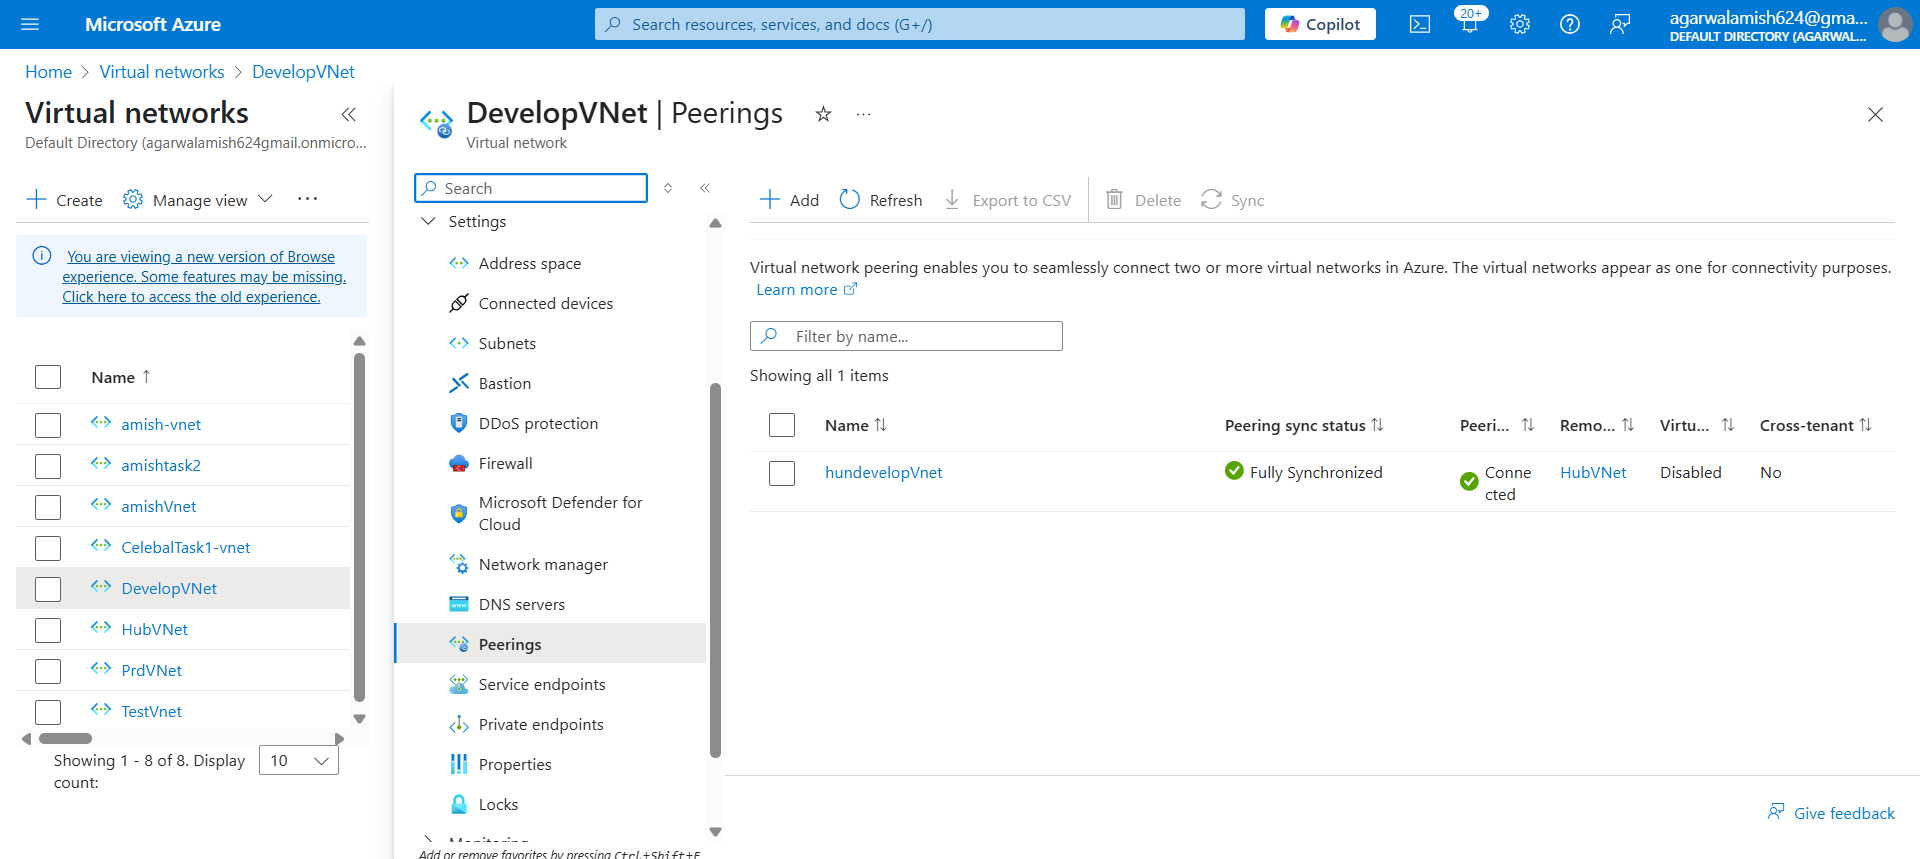 Microsoft Azure
Search resources, services, and docs (G+/)
Copilot
20+
agarwalamish624@gma...
DEFAULT DIRECTORY (AGARWAL...
Home > Virtual networks > DevelopVNet
Virtual networks
Default Directory (agarwalamish624gmail.onmicro...
Create
Manage view
You are viewing a new version of Browse
experience. Some features may be missing.
Click here to access the old experience.
Name ↑
amish-vnet
amishtask2
amishVnet
CelebalTask1-vnet
DevelopVNet
HubVNet
PrdVNet
TestVnet
Showing 1 - 8 of 8. Display
count:
10
DevelopVNet | Peerings
Virtual network
Search
Settings
Address space
Connected devices
Subnets
Bastion
DDoS protection
Firewall
Microsoft Defender for
Cloud
Network manager
DNS servers
Peerings
Service endpoints
Private endpoints
Properties
Locks
Monitoring
Add or remove favorites by pressing Ctrl+Shift+F
Add
Refresh
Export to CSV
Delete
Sync
Virtual network peering enables you to seamlessly connect two or more virtual networks in Azure. The virtual networks appear as one for connectivity purposes.
Learn more
Filter by name...
Showing all 1 items
Name ↑↓ Peering sync status ↑↓ Peeri... ↑↓ Remo... ↑↓ Virtu... ↑↓ Cross-tenant ↑↓
hundevelopVnet Fully Synchronized Conne HubVNet Disabled No
cted
Give feedback